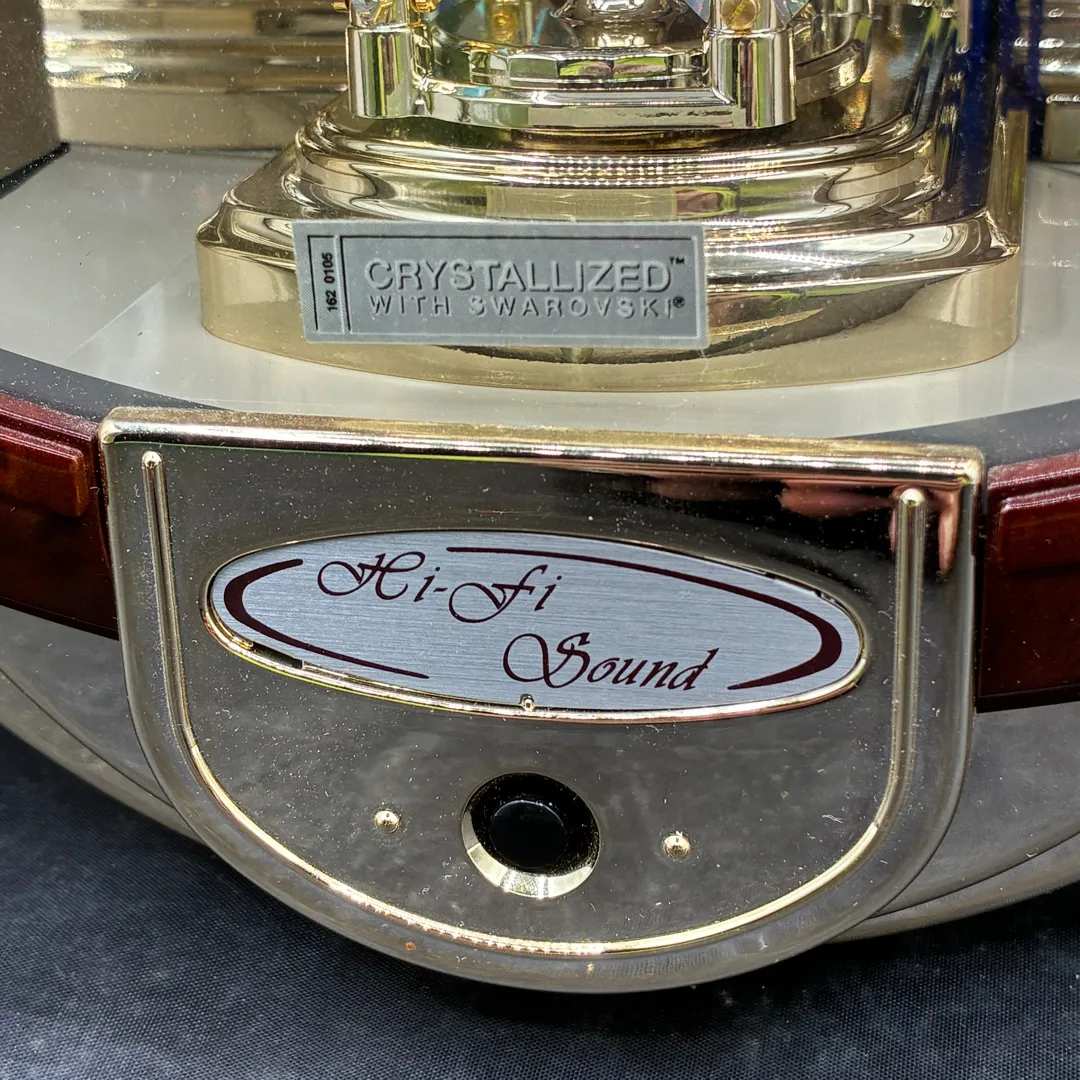 162 0105
CRYSTALLIZED™
WITH SWAROVSKI®
Hi-Fi
Sound